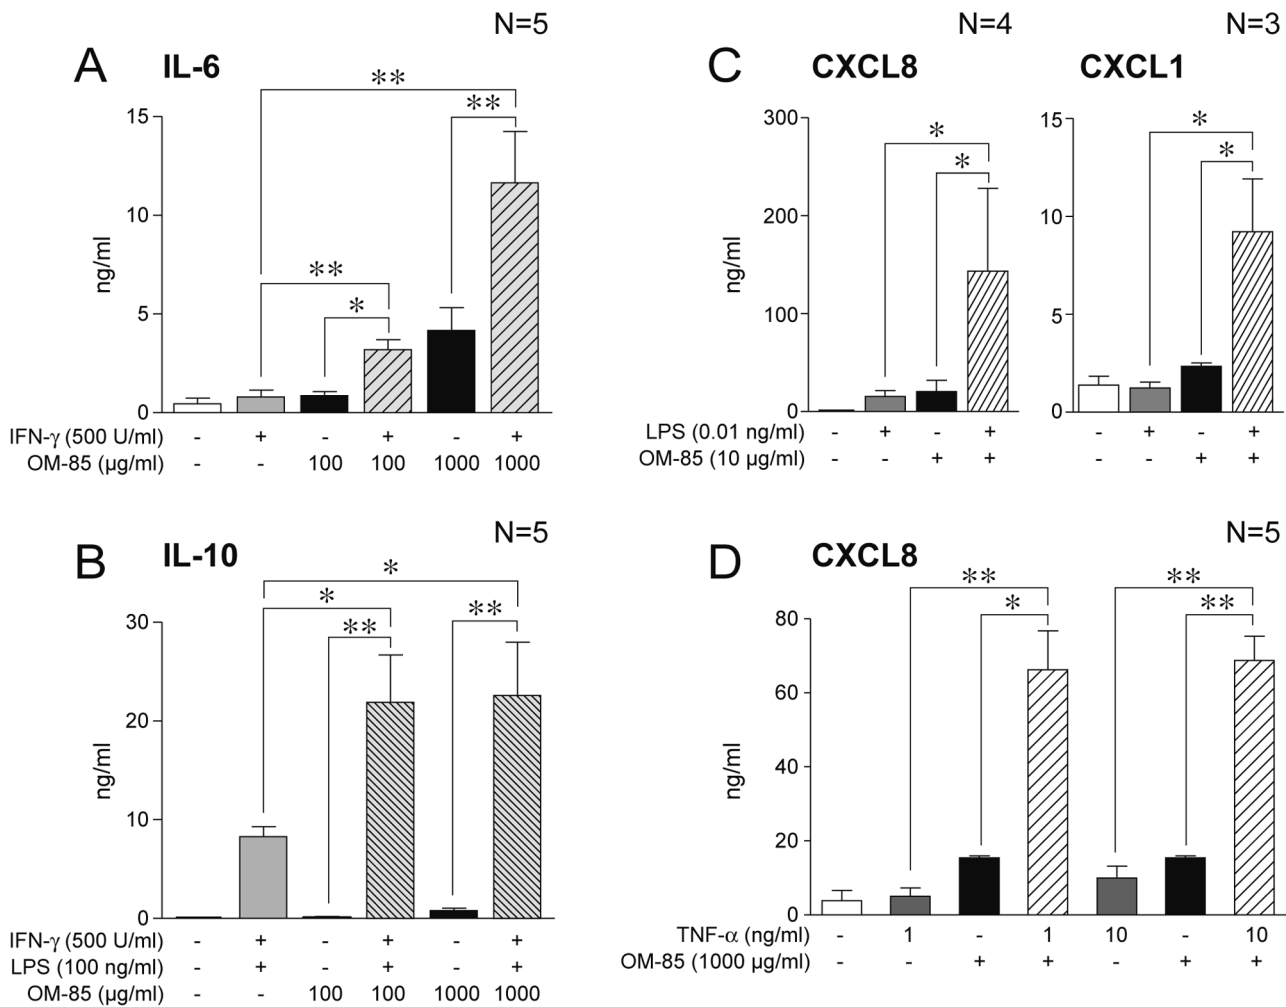 N=5
A IL-6
**
**
15
10
5
0
ng/ml
**
*
IFN-γ (500 U/ml) - + - + - +
OM-85 (µg/ml) - - 100 100 1000 1000
N=4
C CXCL8
*
*
300
200
100
0
ng/ml
LPS (0.01 ng/ml) - + - +
OM-85 (10 µg/ml) - - + +
N=3
CXCL1
*
*
15
10
5
0
- + - +
- - + +
N=5
B IL-10
*
*
**
**
30
20
10
0
ng/ml
IFN-γ (500 U/ml) - + - + - +
LPS (100 ng/ml) - + - + - +
OM-85 (µg/ml) - - 100 100 1000 1000
N=5
D CXCL8
** **
* **
80
60
40
20
0
ng/ml
TNF-α (ng/ml) - 1 - 1 10 - 10
OM-85 (1000 µg/ml) - - + + - + +